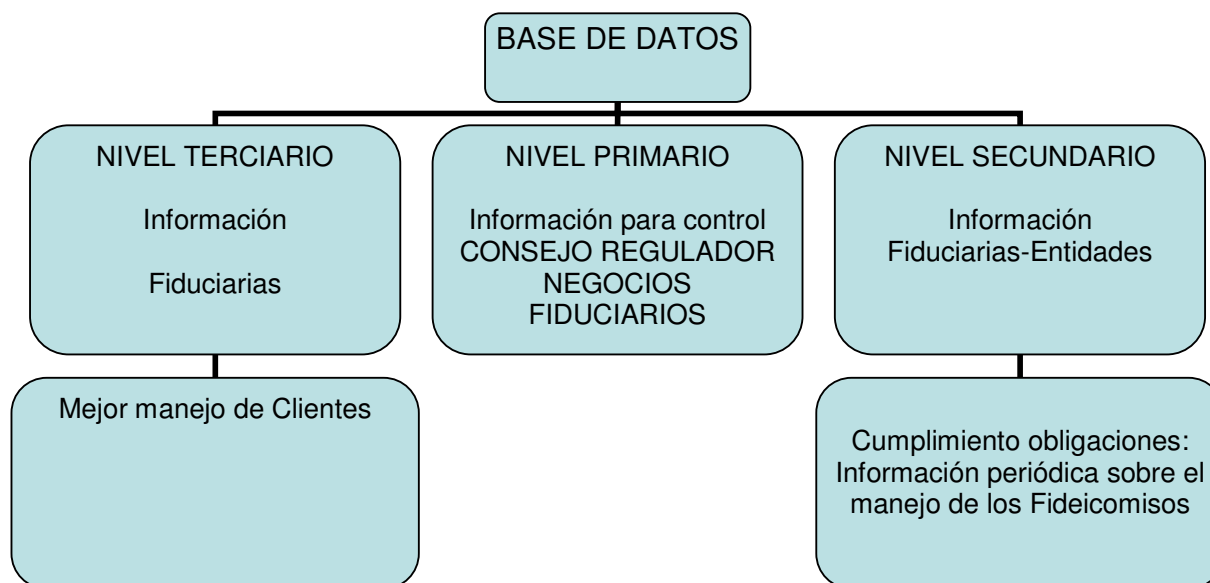 BASE DE DATOS
NIVEL TERCIARIO
Información
Fiduciarias
NIVEL PRIMARIO
Información para control
CONSEJO REGULADOR
NEGOCIOS
FIDUCIARIOS
NIVEL SECUNDARIO
Información
Fiduciarias-Entidades
Mejor manejo de Clientes
Cumplimiento obligaciones:
Información periódica sobre el
manejo de los Fideicomisos